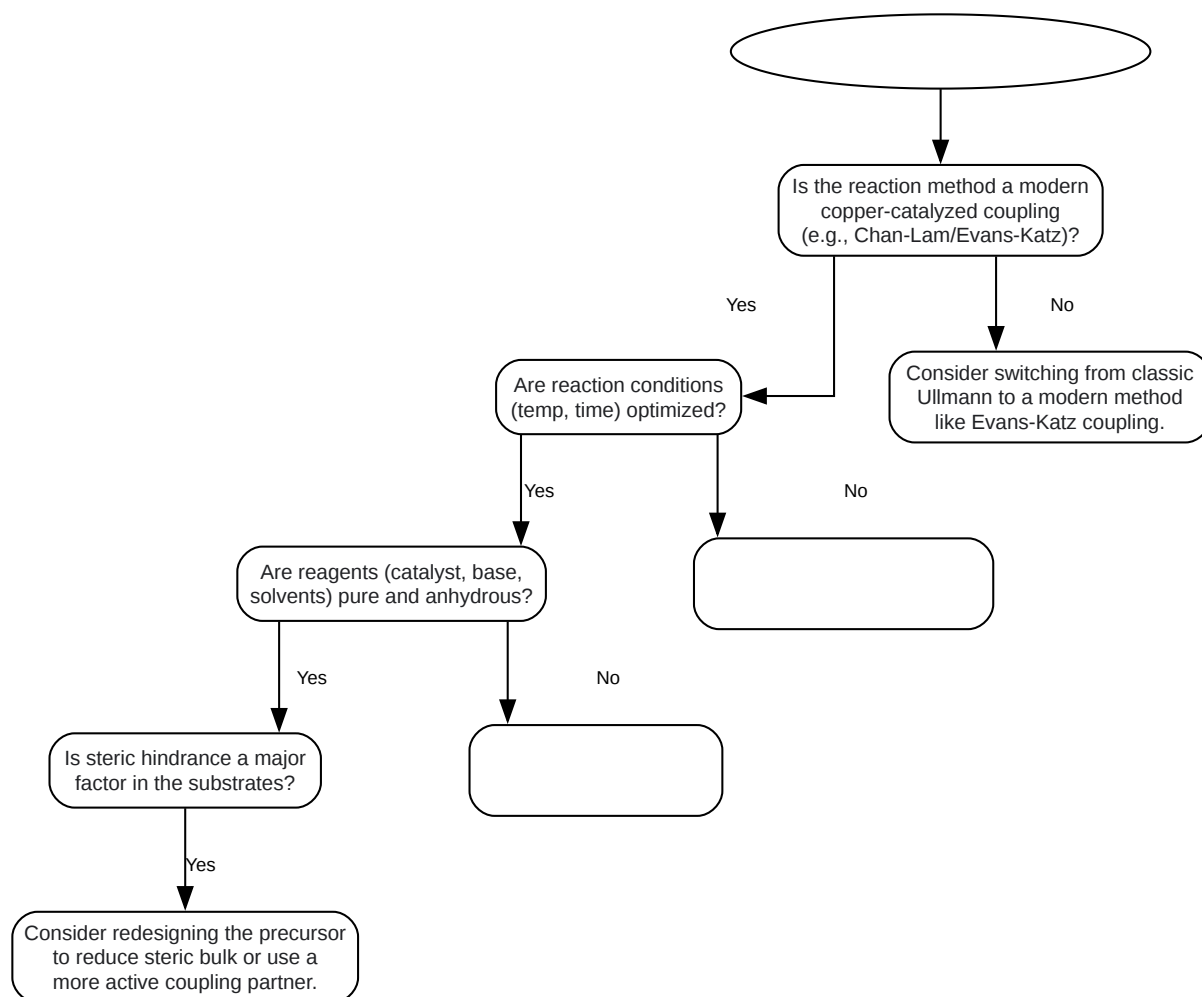 Is the reaction method a modern
copper-catalyzed coupling
(e.g., Chan-Lam/Evans-Katz)?
Yes
No
Consider switching from classic
Ullmann to a modern method
like Evans-Katz coupling.
Are reaction conditions
(temp, time) optimized?
Yes
No
Are reagents (catalyst, base,
solvents) pure and anhydrous?
Yes
No
Is steric hindrance a major
factor in the substrates?
Yes
Consider redesigning the precursor
to reduce steric bulk or use a
more active coupling partner.